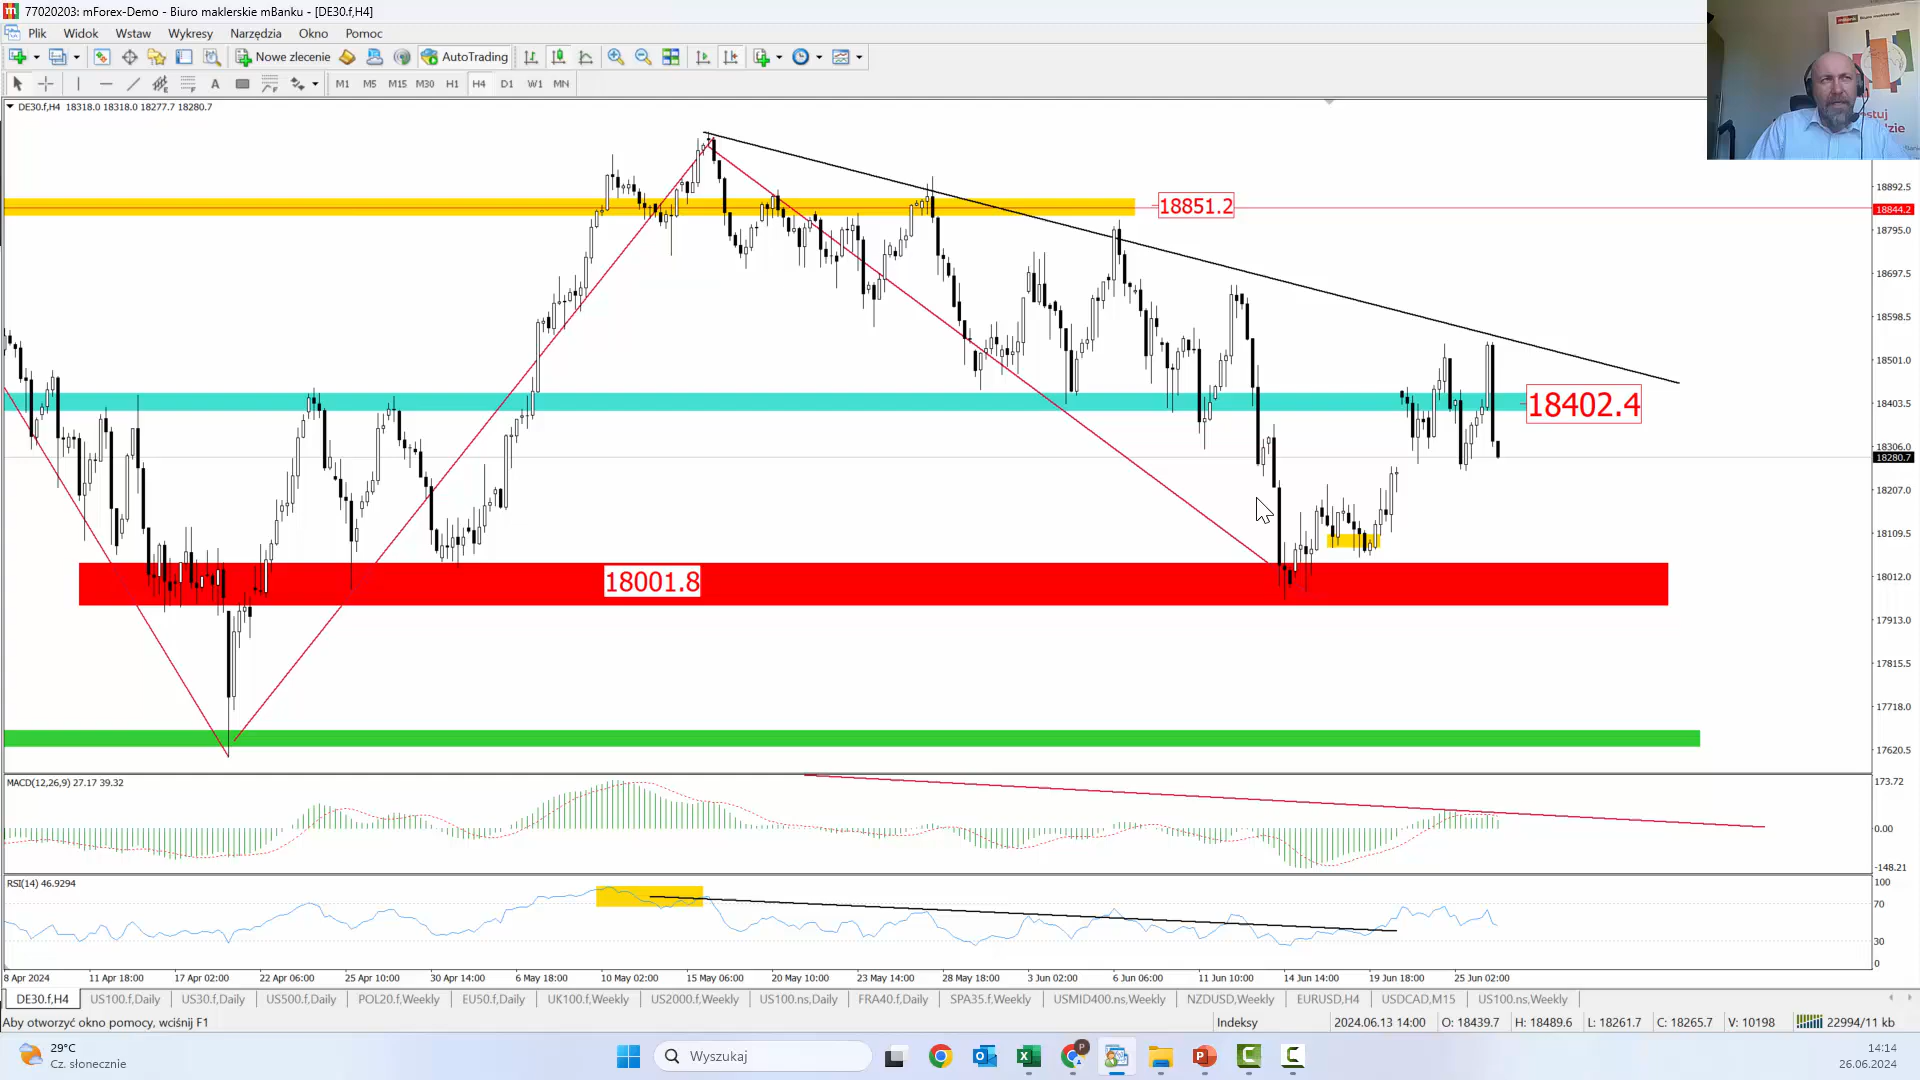 77020203: mForex-Demo - Biuro maklerskie mBanku - [DE30.f,H4]
Plik Widok Wstaw Wykresy Narzędzia Okno Pomoc
Nowe zlecenie AutoTrading
A M1 M5 M15 M30 H1 H4 D1 W1 MN
DE30.f,H4 18318.0 18318.0 18277.7 18280.7
18892.5
18851.2
18844.2
18795.0
18697.5
18598.5
18501.0
18402.4
18403.5
18306.0
18280.7
18207.0
18109.5
18001.8
18012.0
17913.0
17815.5
17718.0
17620.5
MACD(12,26,9) 27.17 39.32
173.72
0.00
-148.21
RSI(14) 46.9294
100
70
30
0
8 Apr 2024 11 Apr 18:00 17 Apr 02:00 22 Apr 06:00 25 Apr 10:00 30 Apr 14:00 6 May 18:00 10 May 02:00 15 May 06:00 20 May 10:00 23 May 14:00 28 May 18:00 3 Jun 02:00 6 Jun 06:00 11 Jun 10:00 14 Jun 14:00 19 Jun 18:00 25 Jun 02:00
DE30.f,H4 US100.f,Daily US30.f,Daily US500.f,Daily POL20.f,Weekly EU50.f,Daily UK100.f,Weekly US2000.f,Weekly US100.ns,Daily FRA40.f,Daily SPA35.f,Weekly USMID400.ns,Weekly NZDUSD,Weekly EURUSD,H4 USDCAD,M15 US100.ns,Weekly
Aby otworzyć okno pomocy, wciśnij F1 Indeksy 2024.06.13 14:00 O: 18439.7 H: 18489.6 L: 18261.7 C: 18265.7 V: 10198 22994/11 kb
29°C
Cz. słonecznie
Wyszukaj
P
14:14
26.06.2024